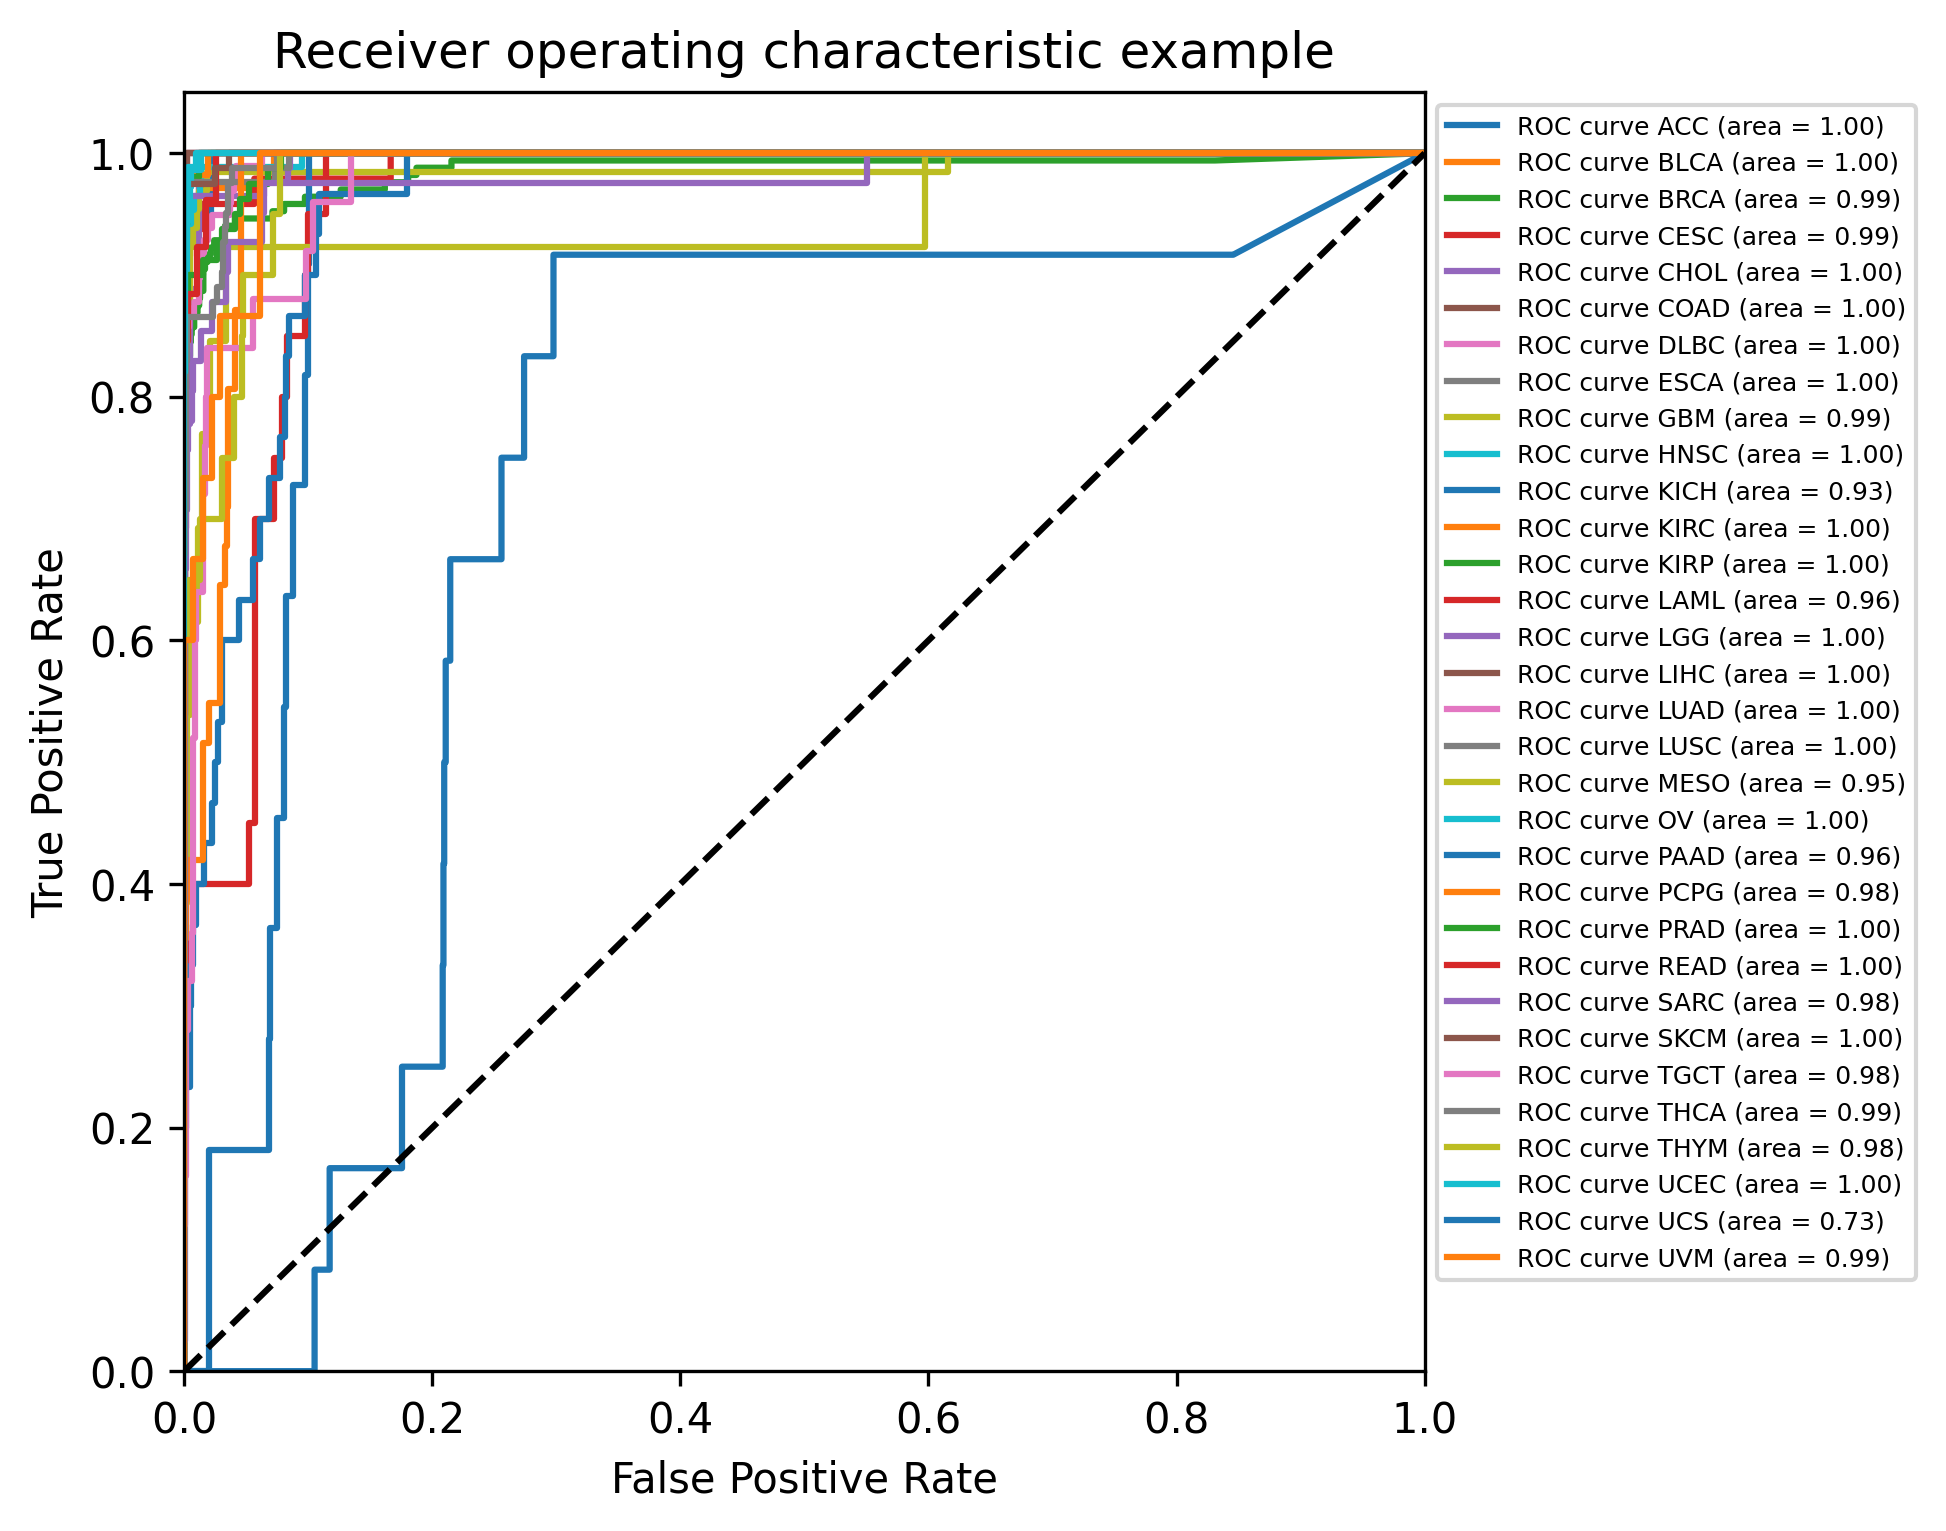 Receiver operating characteristic example
True Positive Rate
1.0
0.8
0.6
0.4
0.2
0.0
0.0 0.2 0.4 0.6 0.8 1.0
False Positive Rate
ROC curve ACC (area = 1.00)
ROC curve BLCA (area = 1.00)
ROC curve BRCA (area = 0.99)
ROC curve CESC (area = 0.99)
ROC curve CHOL (area = 1.00)
ROC curve COAD (area = 1.00)
ROC curve DLBC (area = 1.00)
ROC curve ESCA (area = 1.00)
ROC curve GBM (area = 0.99)
ROC curve HNSC (area = 1.00)
ROC curve KICH (area = 0.93)
ROC curve KIRC (area = 1.00)
ROC curve KIRP (area = 1.00)
ROC curve LAML (area = 0.96)
ROC curve LGG (area = 1.00)
ROC curve LIHC (area = 1.00)
ROC curve LUAD (area = 1.00)
ROC curve LUSC (area = 1.00)
ROC curve MESO (area = 0.95)
ROC curve OV (area = 1.00)
ROC curve PAAD (area = 0.96)
ROC curve PCPG (area = 0.98)
ROC curve PRAD (area = 1.00)
ROC curve READ (area = 1.00)
ROC curve SARC (area = 0.98)
ROC curve SKCM (area = 1.00)
ROC curve TGCT (area = 0.98)
ROC curve THCA (area = 0.99)
ROC curve THYM (area = 0.98)
ROC curve UCEC (area = 1.00)
ROC curve UCS (area = 0.73)
ROC curve UVM (area = 0.99)